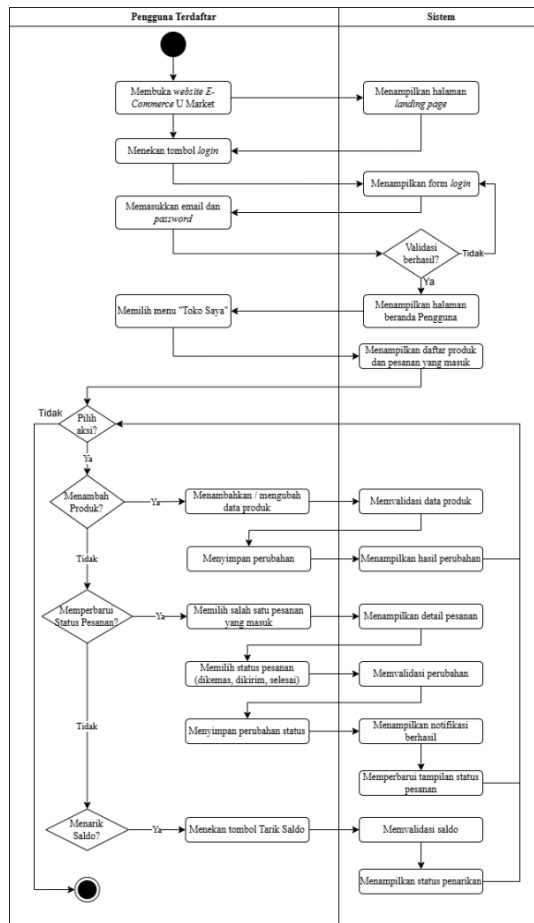 Pengguna Terdaftar
Sistem
Membuka website E-
Commerce U Market
Menampilkan halaman
landing page
Menekan tombol login
Menampilkan form login
Memasukkan email dan
password
Validasi
berhasil?
Tidak
Ya
Memilih menu "Toko Saya"
Menampilkan halaman
beranda Pengguna
Menampilkan daftar produk
dan pesanan yang masuk
Tidak
Pilih
aksi?
Ya
Menambah
Produk?
Ya
Menambahkan / mengubah
data produk
Memvalidasi data produk
Tidak
Menyimpan perubahan
Menampilkan hasil perubahan
Memperbarui
Status Pesanan?
Ya
Memilih salah satu pesanan
yang masuk
Menampilkan detail pesanan
Memilih status pesanan
(dikemas, dikirim, selesai)
Memvalidasi perubahan
Tidak
Menyimpan perubahan status
Menampilkan notifikasi
berhasil
Memperbarui tampilan status
pesanan
Menarik
Saldo?
Ya
Menekan tombol Tarik Saldo
Memvalidasi saldo
Menampilkan status penarikan